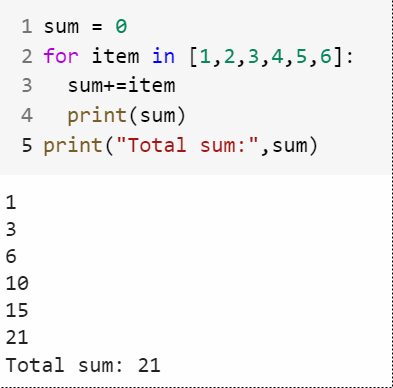 1 sum = 0
2 for item in [1,2,3,4,5,6]:
3   sum+=item
4   print(sum)
5 print("Total sum:",sum)
1
3
6
10
15
21
Total sum: 21